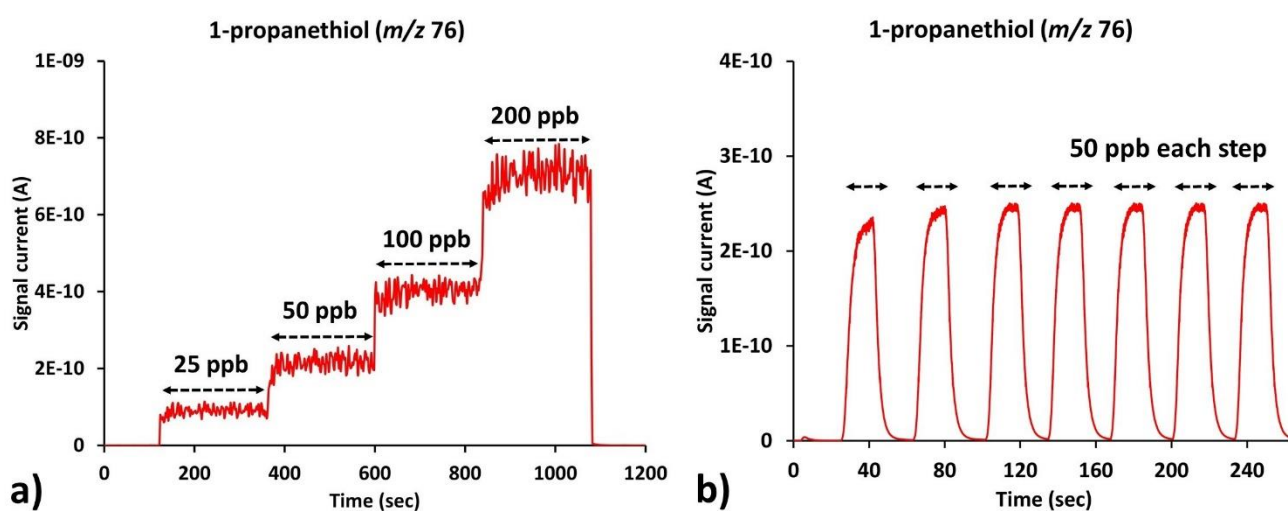 1-propanethiol (m/z 76)
1E-09
8E-10
6E-10
4E-10
2E-10
0
Signal current (A)
25 ppb
50 ppb
100 ppb
200 ppb
0 200 400 600 800 1000 1200
Time (sec)
a)
1-propanethiol (m/z 76)
4E-10
3E-10
2E-10
1E-10
0
Signal current (A)
50 ppb each step
0 40 80 120 160 200 240
Time (sec)
b)